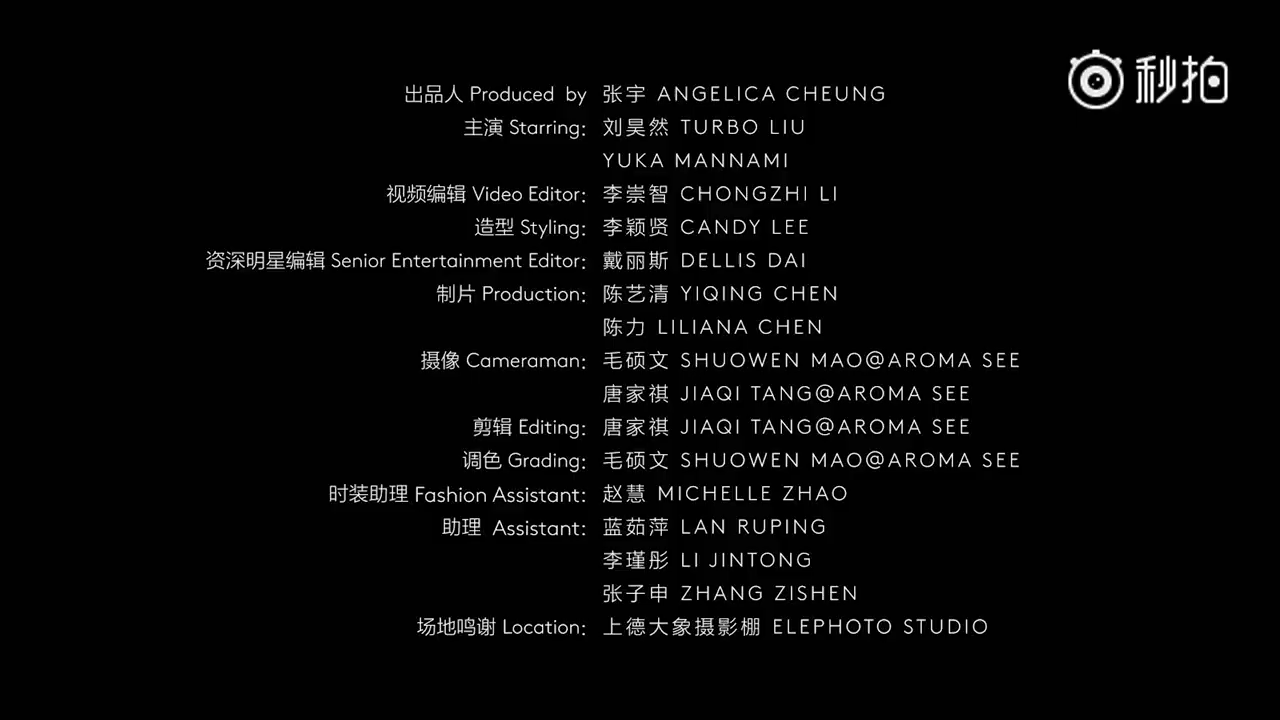 秒拍
出品人 Produced by 张宇 ANGELICA CHEUNG
主演 Starring: 刘昊然 TURBO LIU
YUKA MANNAMI
视频编辑 Video Editor: 李崇智 CHONGZHI LI
造型 Styling: 李颖贤 CANDY LEE
资深明星编辑 Senior Entertainment Editor: 戴丽斯 DELLIS DAI
制片 Production: 陈艺清 YIQING CHEN
陈力 LILIANA CHEN
摄像 Cameraman: 毛硕文 SHUOWEN MAO@AROMA SEE
唐家祺 JIAQI TANG@AROMA SEE
剪辑 Editing: 唐家祺 JIAQI TANG@AROMA SEE
调色 Grading: 毛硕文 SHUOWEN MAO@AROMA SEE
时装助理 Fashion Assistant: 赵慧 MICHELLE ZHAO
助理 Assistant: 蓝茹萍 LAN RUPING
李瑾彤 LI JINTONG
张子申 ZHANG ZISHEN
场地鸣谢 Location: 上德大象摄影棚 ELEPHOTO STUDIO